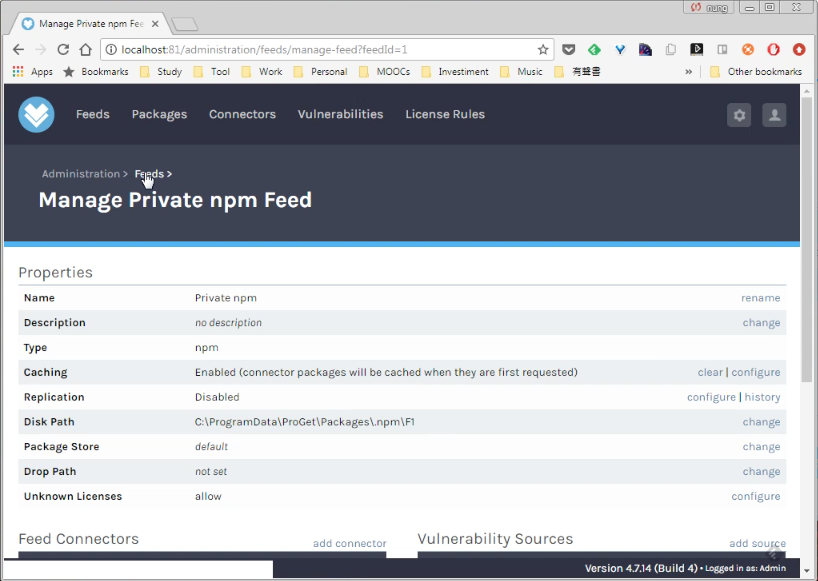 nung
Manage Private npm Fee
localhost:81/administration/feeds/manage-feed?feedId=1
Apps Bookmarks Study Tool Work Personal MOOCs Investiment Music 有聲書 » Other bookmarks
Feeds Packages Connectors Vulnerabilities License Rules
Administration > Feeds >
Manage Private npm Feed
Properties
Name Private npm rename
Description no description change
Type npm
Caching Enabled (connector packages will be cached when they are first requested) clear | configure
Replication Disabled configure | history
Disk Path C:\ProgramData\ProGet\Packages\.npm\F1 change
Package Store default change
Drop Path not set change
Unknown Licenses allow configure
Feed Connectors add connector Vulnerability Sources add source
Version 4.7.14 (Build 4) • Logged in as: Admin